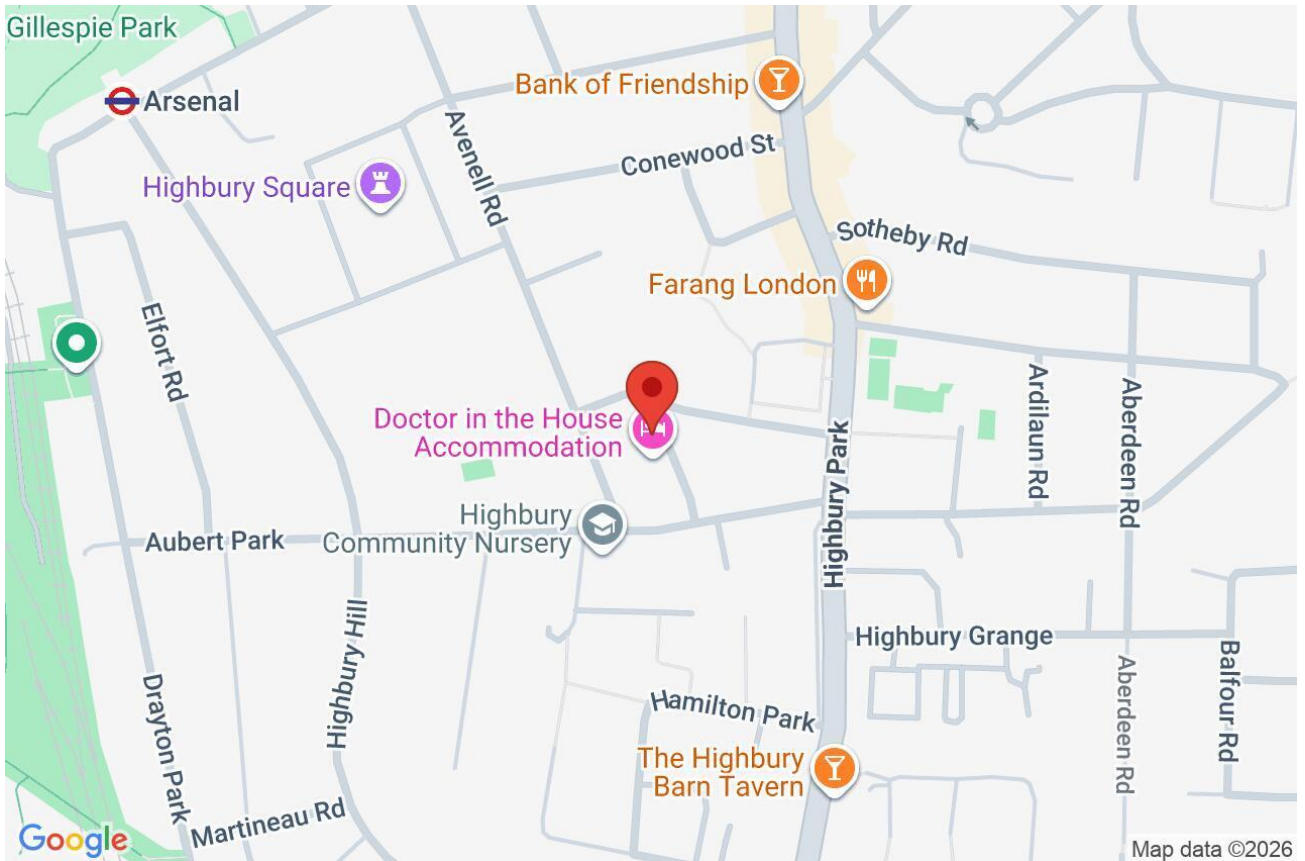 Gillespie Park
Arsenal
Bank of Friendship
Avenell Rd
Conewood St
Highbury Square
Sotheby Rd
Farang London
Elfort Rd
Doctor in the House
Accommodation
Ardilaun Rd
Aberdeen Rd
Highbury Park
Highbury
Community Nursery
Aubert Park
Highbury Hill
Highbury Grange
Balfour Rd
Aberdeen Rd
Drayton Park
Hamilton Park
The Highbury
Barn Tavern
Martineau Rd
Google
Map data ©2026